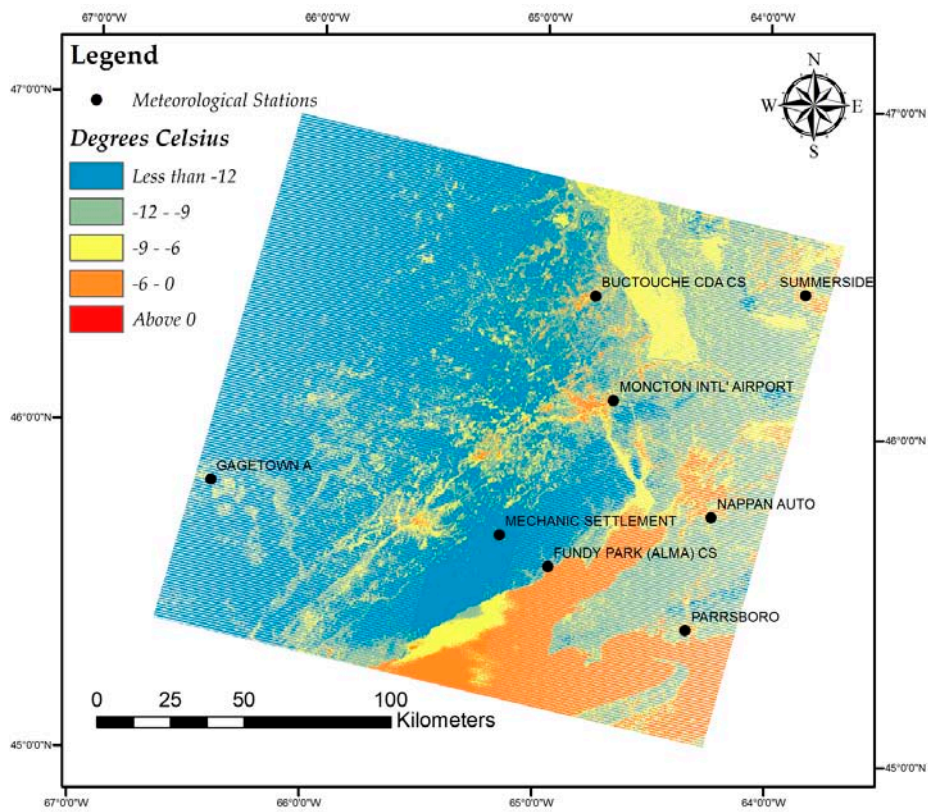 67°0'0"W
66°0'0"W
65°0'0"W
64°0'0"W
Legend
Meteorological Stations
Degrees Celsius
Less than -12
-12 - -9
-9 - -6
-6 - 0
Above 0
N
W
E
S
47°0'0"N
47°0'0"N
BUCTOUCHE CDA CS
SUMMERSIDE
MONCTON INTL' AIRPORT
46°0'0"N
46°0'0"N
GAGETOWN A
NAPPAN AUTO
MECHANIC SETTLEMENT
FUNDY PARK (ALMA) CS
PARRSBORO
0 25 50 100
Kilometers
45°0'0"N
45°0'0"N
67°0'0"W
66°0'0"W
65°0'0"W
64°0'0"W